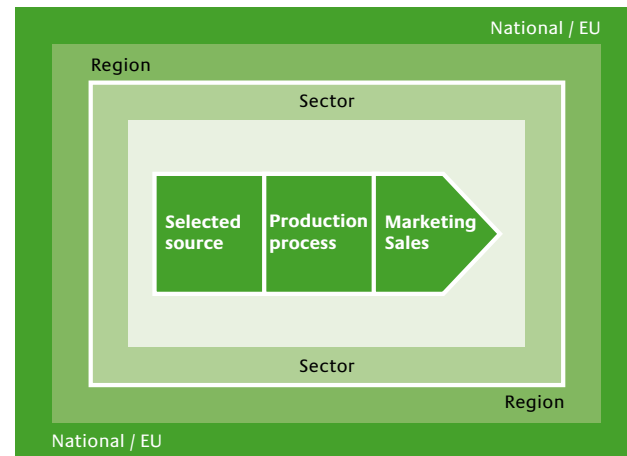 National / EU
Region
Sector
Selected
source
Production
process
Marketing
Sales
Sector
Region
National / EU